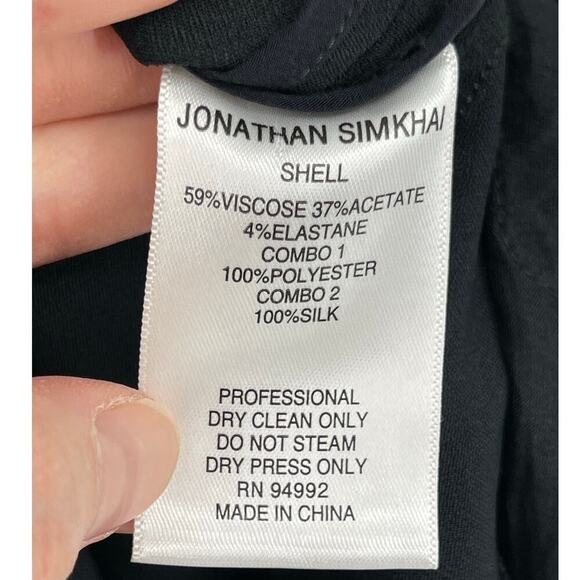 JONATHAN SIMKHAI
SHELL
59%VISCOSE 37%ACETATE
4%ELASTANE
COMBO 1
100%POLYESTER
COMBO 2
100%SILK
PROFESSIONAL
DRY CLEAN ONLY
DO NOT STEAM
DRY PRESS ONLY
RN 94992
MADE IN CHINA